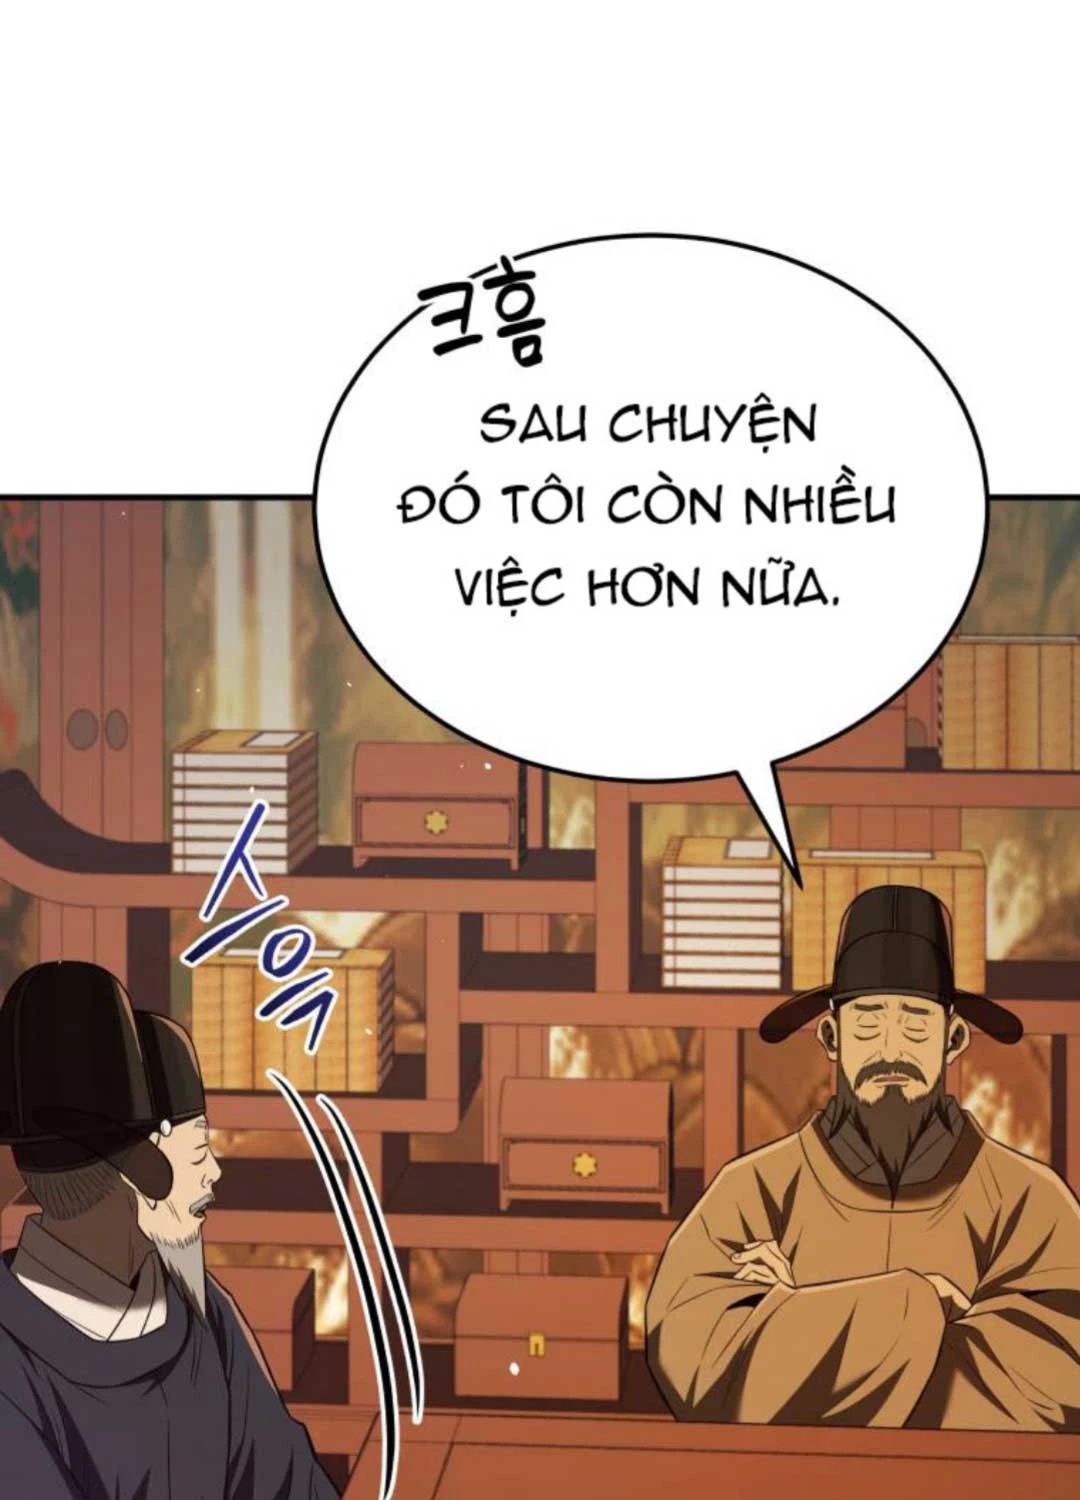 크흠
SAU CHUYỆN
ĐÓ TÔI CÒN NHIỀU
VIỆC HƠN NỮA.
스윽